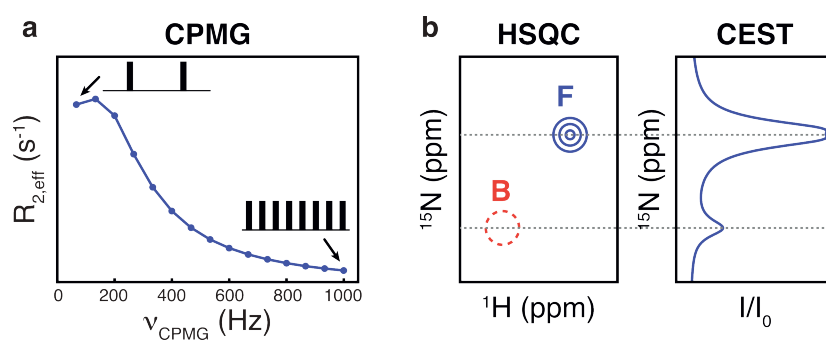 a
CPMG
R2,eff (s-1)
0 200 400 600 800 1000
νCPMG (Hz)
b
HSQC
F
B
15N (ppm)
1H (ppm)
CEST
15N (ppm)
I/I0